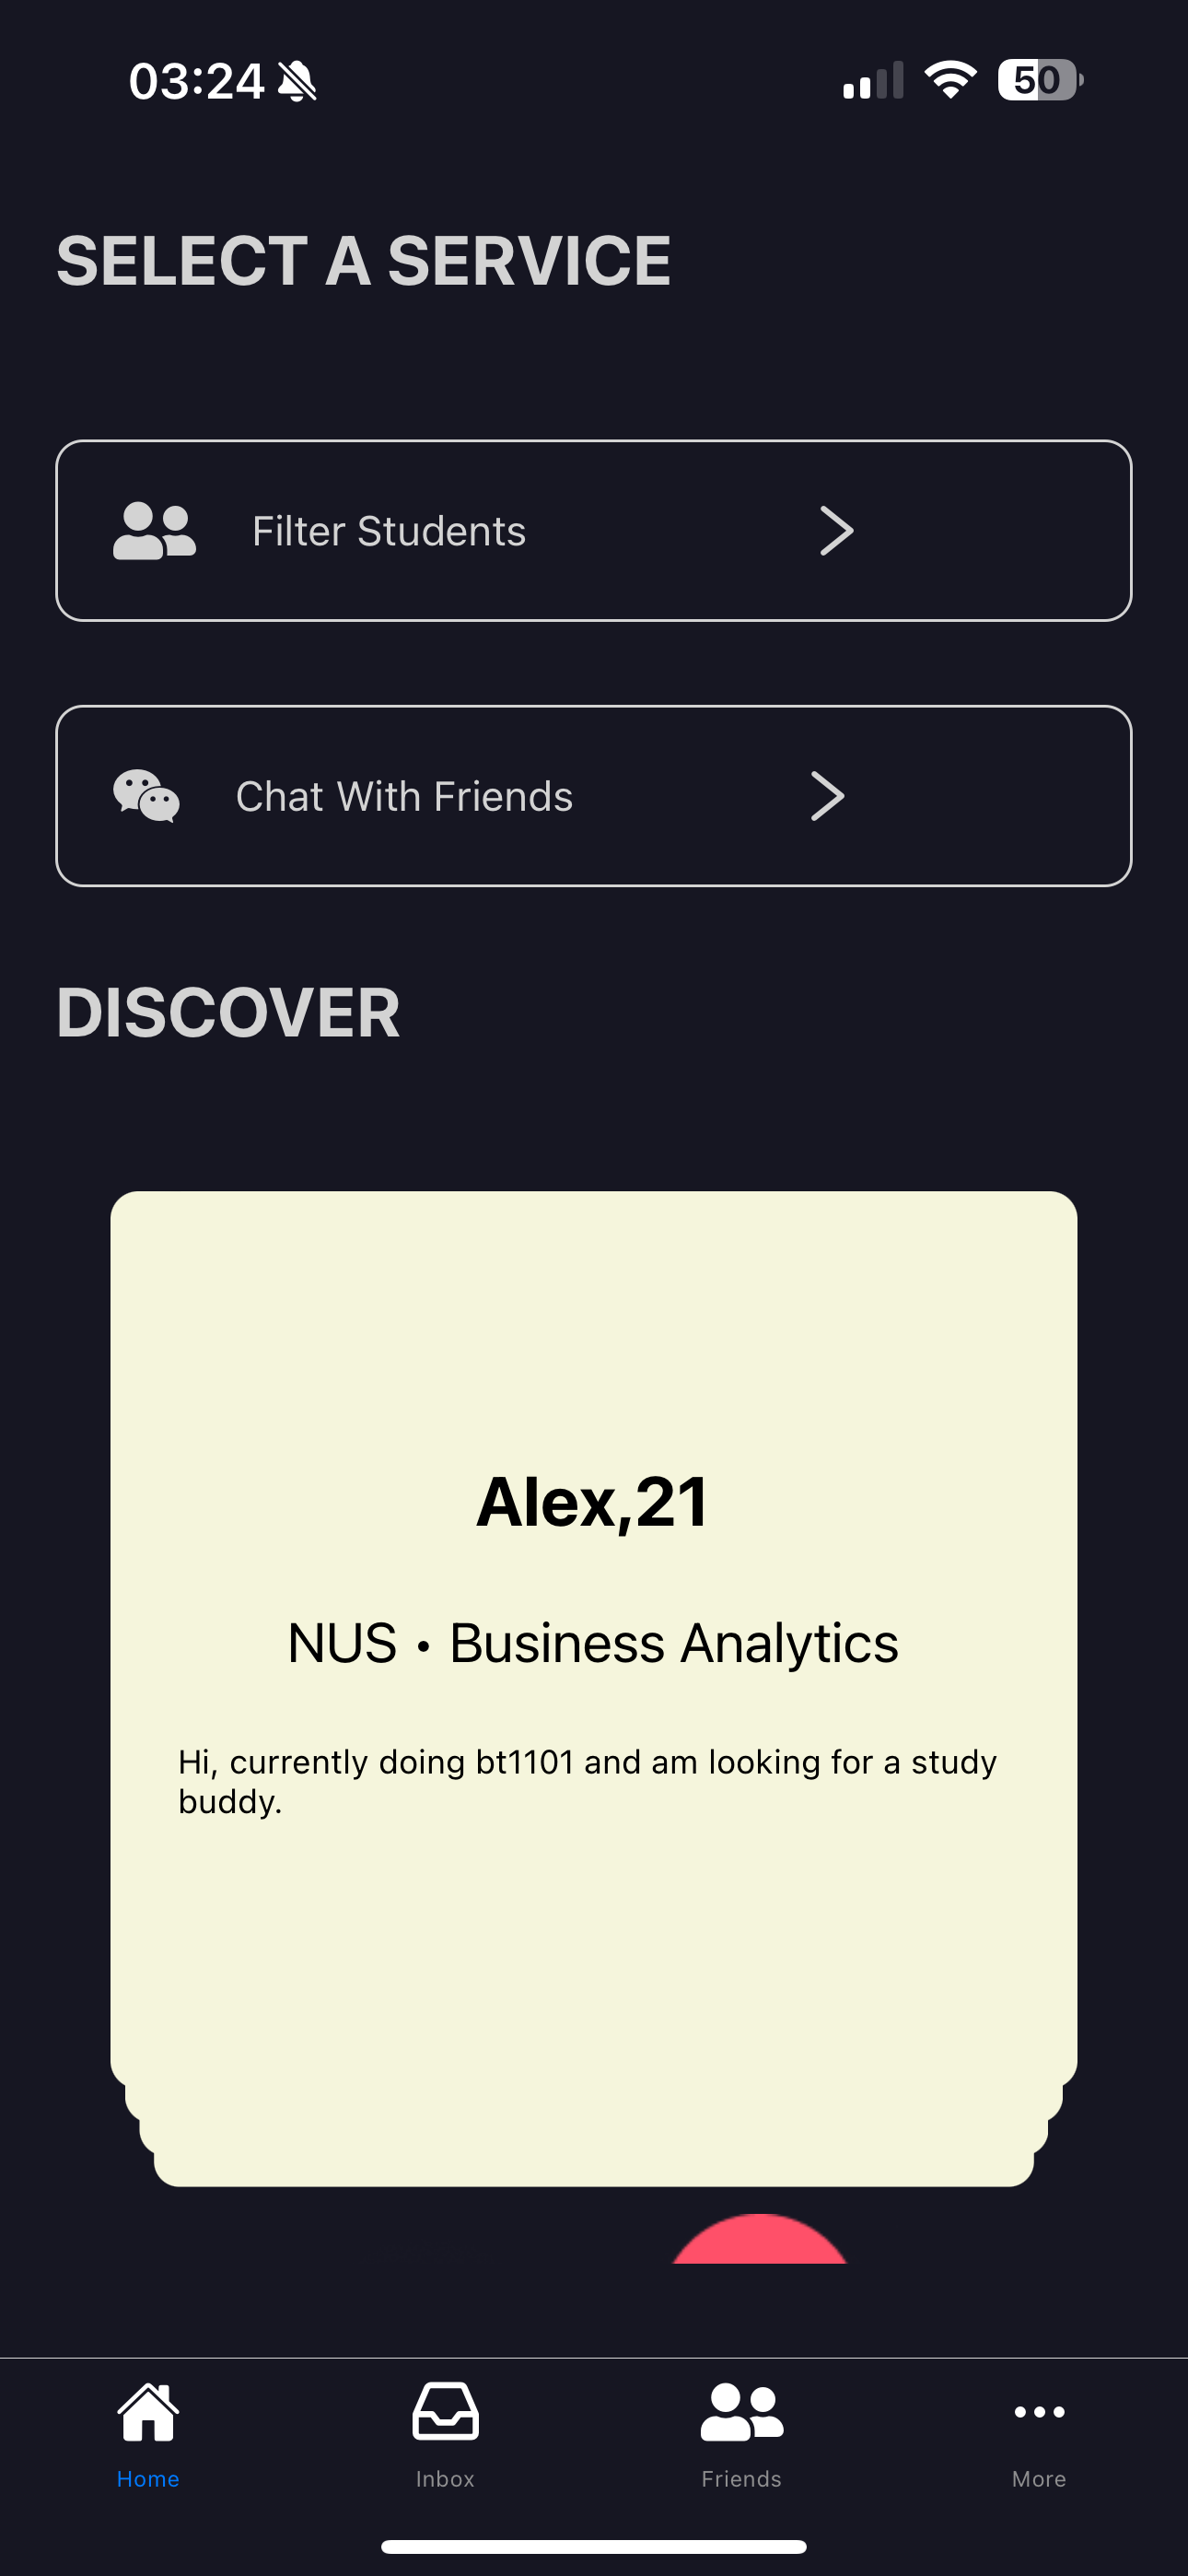 03:24
50
SELECT A SERVICE
Filter Students
Chat With Friends
DISCOVER
Alex,21
NUS • Business Analytics
Hi, currently doing bt1101 and am looking for a study
buddy.
Home
Inbox
Friends
More